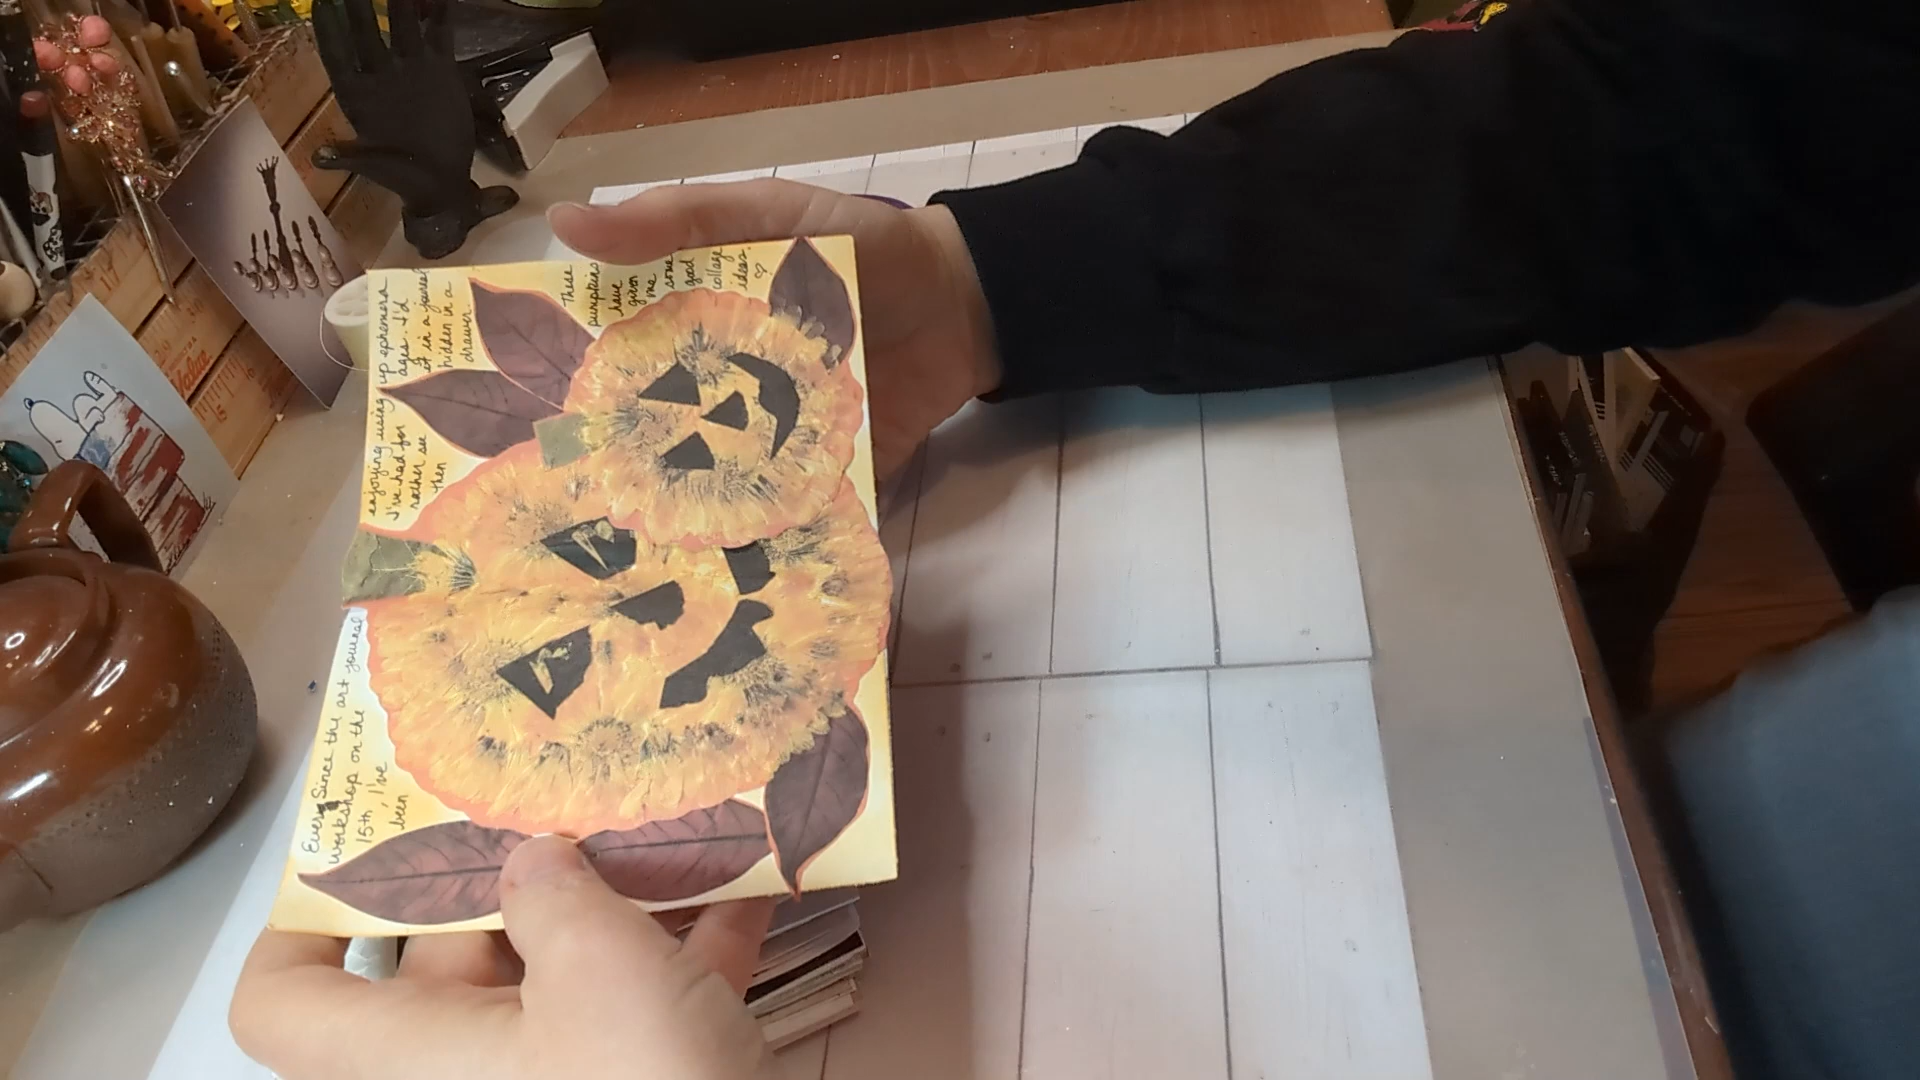 Ever Since the art journal
workshop on the
15th, I've
been
enjoying using up ephemera
I've had for ages. I'd
rather see it in a journal
then hidden in a
drawer.
These
pumpkins
have
given
me
some
good
collage
ideas.